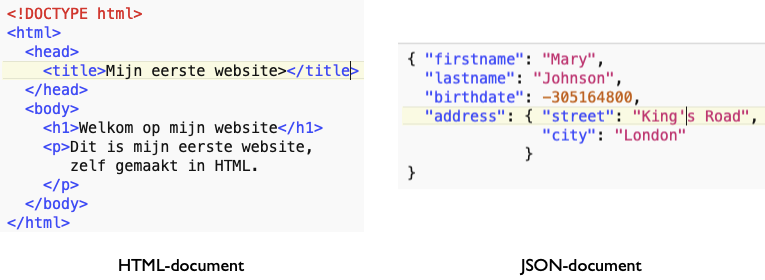 <!DOCTYPE html>
<html>
<head>
<title>Mijn eerste website></title>
</head>
<body>
<h1>Welkom op mijn website</h1>
<p>Dit is mijn eerste website,
zelf gemaakt in HTML.
</p>
</body>
</html>
HTML-document
{ "firstname": "Mary",
"lastname": "Johnson",
"birthdate": -305164800,
"address": { "street": "King's Road",
"city": "London"
}
}
JSON-document